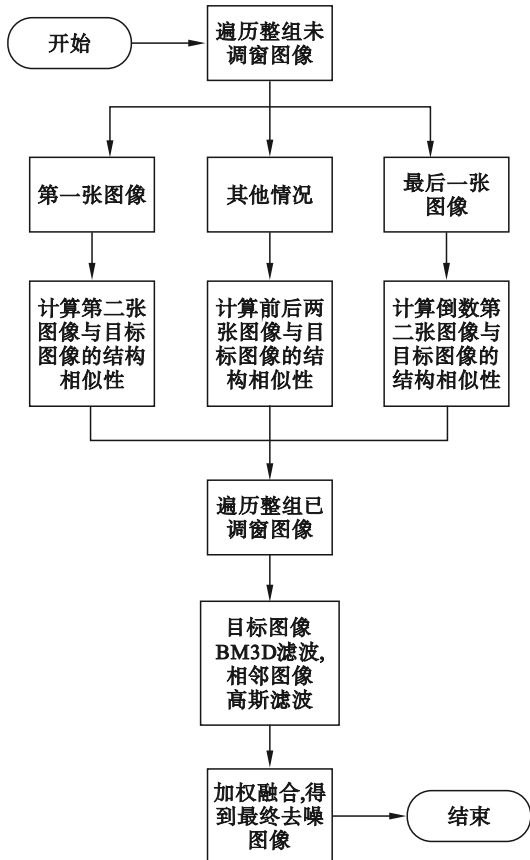 开始
遍历整组未
调窗图像
第一张图像
其他情况
最后一张
图像
计算第二张
图像与目标
图像的结构
相似性
计算前后两
张图像与目
标图像的结
构相似性
计算倒数第
二张图像与
目标图像的
结构相似性
遍历整组已
调窗图像
目标图像
BM3D滤波,
相邻图像
高斯滤波
加权融合,得
到最终去噪
图像
结束